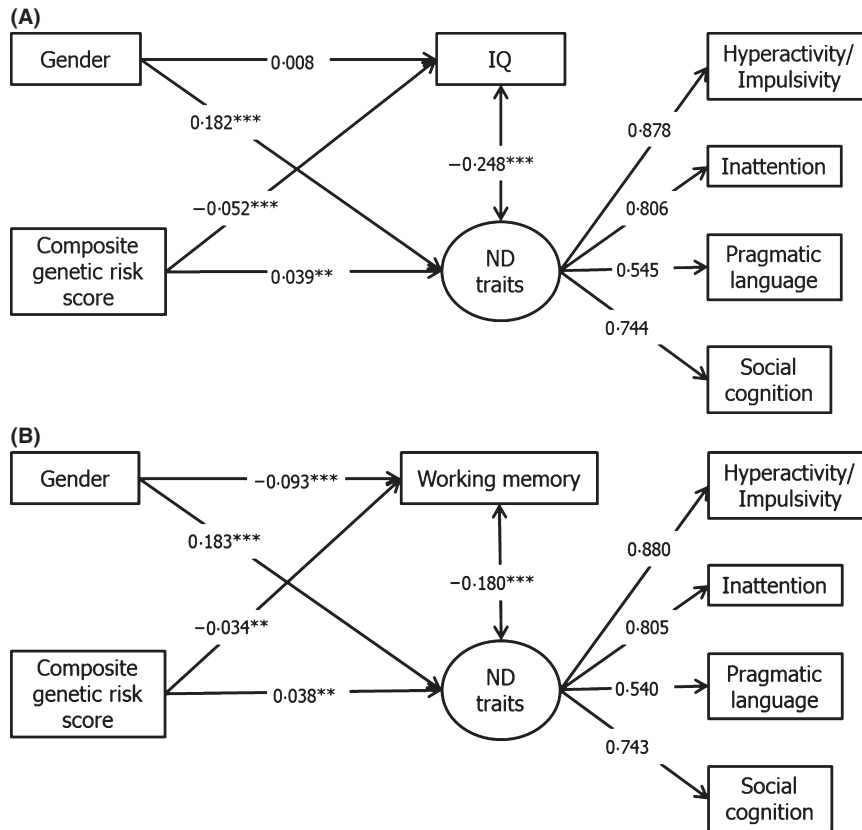 (A)
Gender
0·008
IQ
Hyperactivity/
Impulsivity
0·182***
0·878
−0·248***
Inattention
−0·052***
0·806
Composite
genetic risk
score
0·039**
ND
traits
0·545
Pragmatic
language
0·744
Social
cognition
(B)
Gender
−0·093***
Working memory
Hyperactivity/
Impulsivity
0·183***
0·880
−0·180***
Inattention
−0·034**
0·805
Composite
genetic risk
score
0·038**
ND
traits
0·540
Pragmatic
language
0·743
Social
cognition